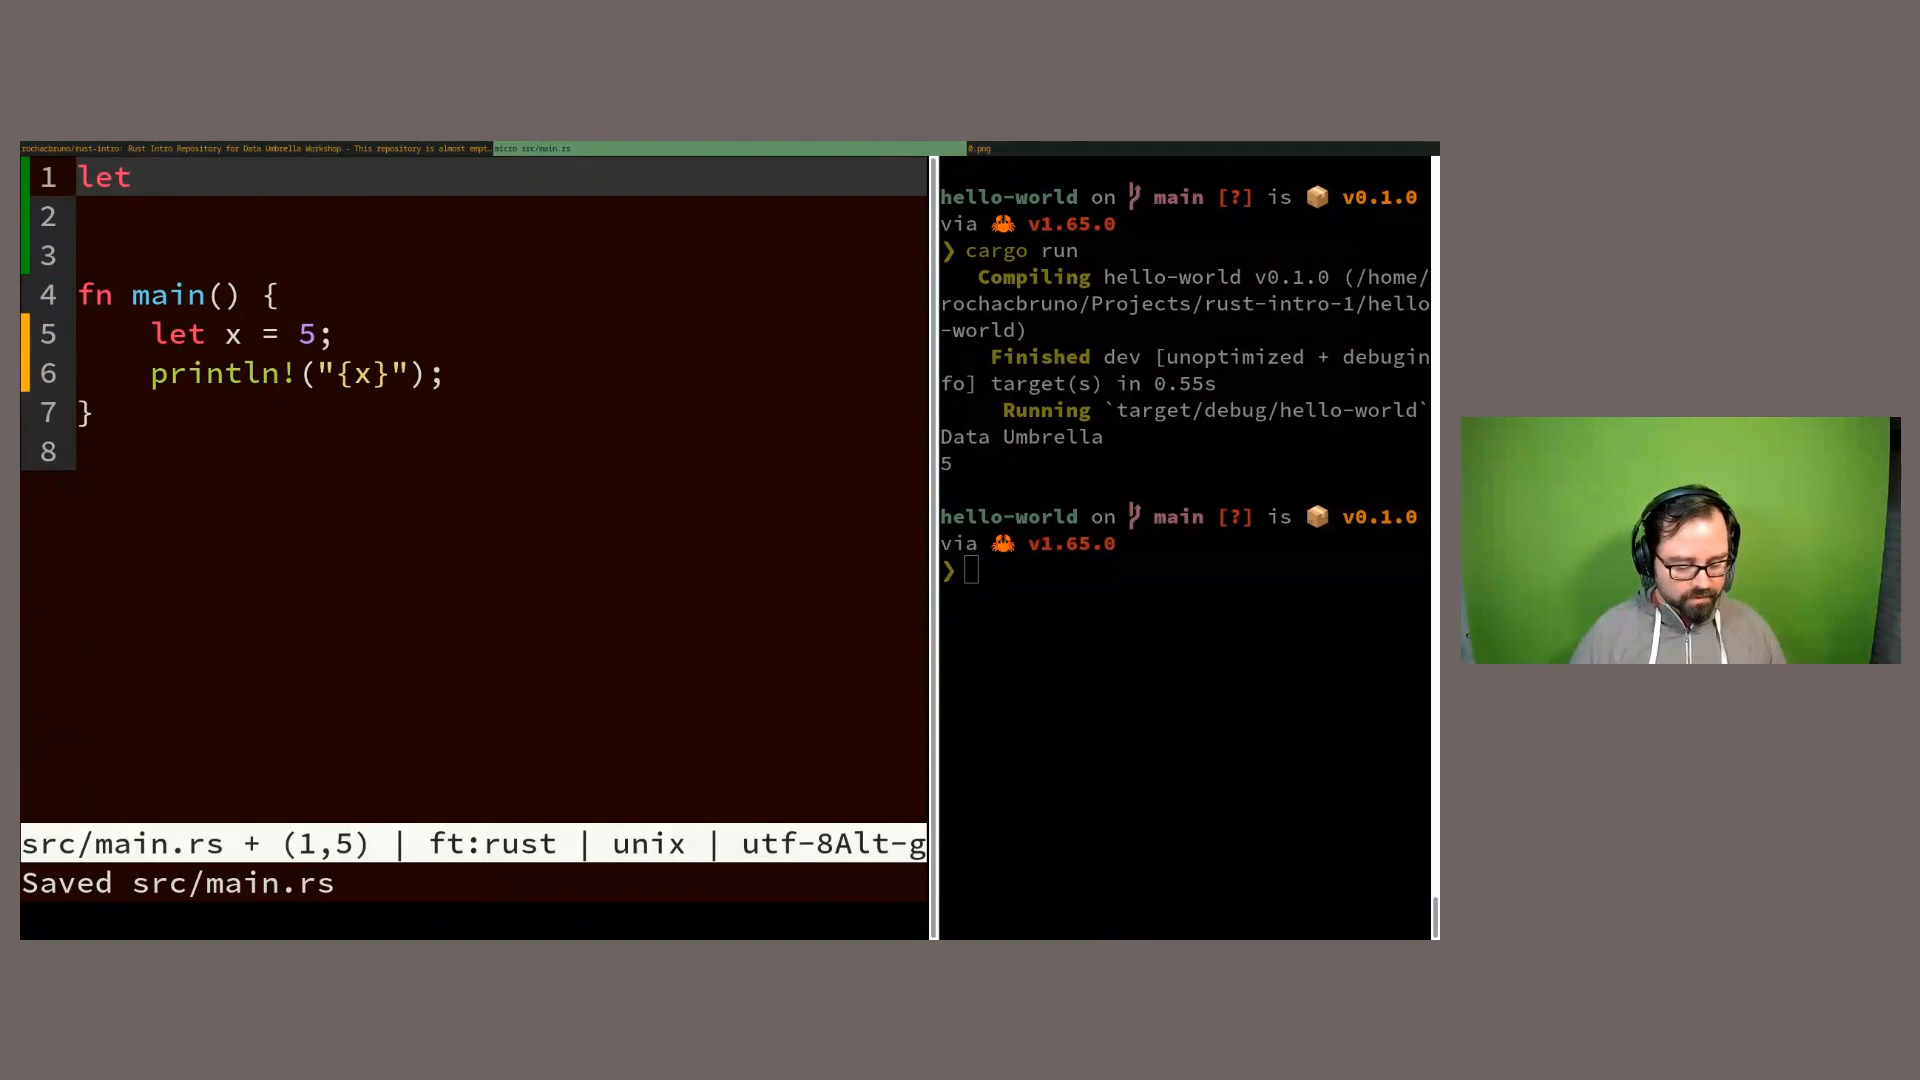 rochacbruno/rust-intro: Rust Intro Repository for Data Umbrella Workshop - This repository is almost empt…
micro src/main.rs
0.png
1 let
2
3
4 fn main() {
5 let x = 5;
6 println!("{x}");
7 }
8
src/main.rs + (1,5) | ft:rust | unix | utf-8Alt-g
Saved src/main.rs
hello-world on main [?] is 📦 v0.1.0
via 🦀 v1.65.0
❯ cargo run
Compiling hello-world v0.1.0 (/home/
rochacbruno/Projects/rust-intro-1/hello
-world)
Finished dev [unoptimized + debugin
fo] target(s) in 0.55s
Running `target/debug/hello-world`
Data Umbrella
5
hello-world on main [?] is 📦 v0.1.0
via 🦀 v1.65.0
❯